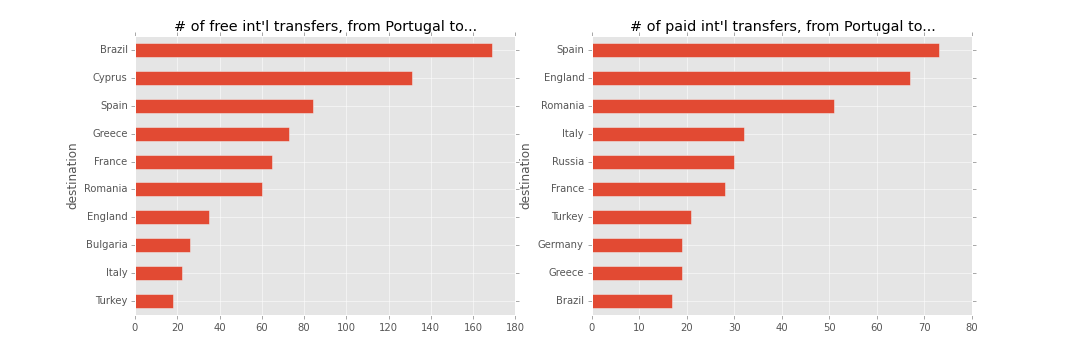 # of free int'l transfers, from Portugal to...
destination
Brazil
Cyprus
Spain
Greece
France
Romania
England
Bulgaria
Italy
Turkey
0 20 40 60 80 100 120 140 160 180
# of paid int'l transfers, from Portugal to...
destination
Spain
England
Romania
Italy
Russia
France
Turkey
Germany
Greece
Brazil
0 10 20 30 40 50 60 70 80